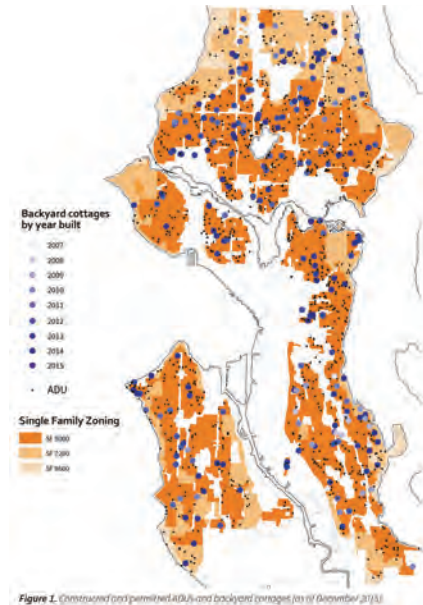 Backyard cottages
by year built
2007
2008
2009
2010
2011
2012
2013
2014
2015
ADU
Single Family Zoning
SF 5000
SF 7200
SF 9600
Figure 1. Constructed and permitted ADUs and backyard cottages (as of December 2015).